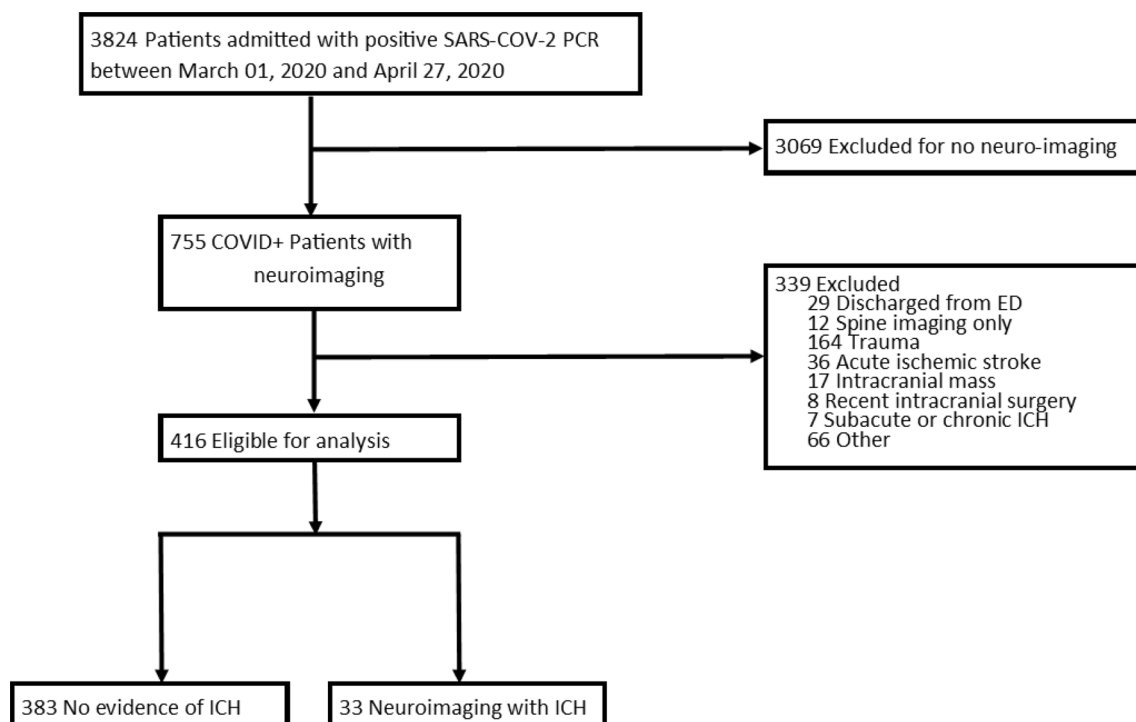 3824 Patients admitted with positive SARS-COV-2 PCR
between March 01, 2020 and April 27, 2020
3069 Excluded for no neuro-imaging
755 COVID+ Patients with
neuroimaging
339 Excluded
29 Discharged from ED
12 Spine imaging only
164 Trauma
36 Acute ischemic stroke
17 Intracranial mass
8 Recent intracranial surgery
7 Subacute or chronic ICH
66 Other
416 Eligible for analysis
383 No evidence of ICH
33 Neuroimaging with ICH